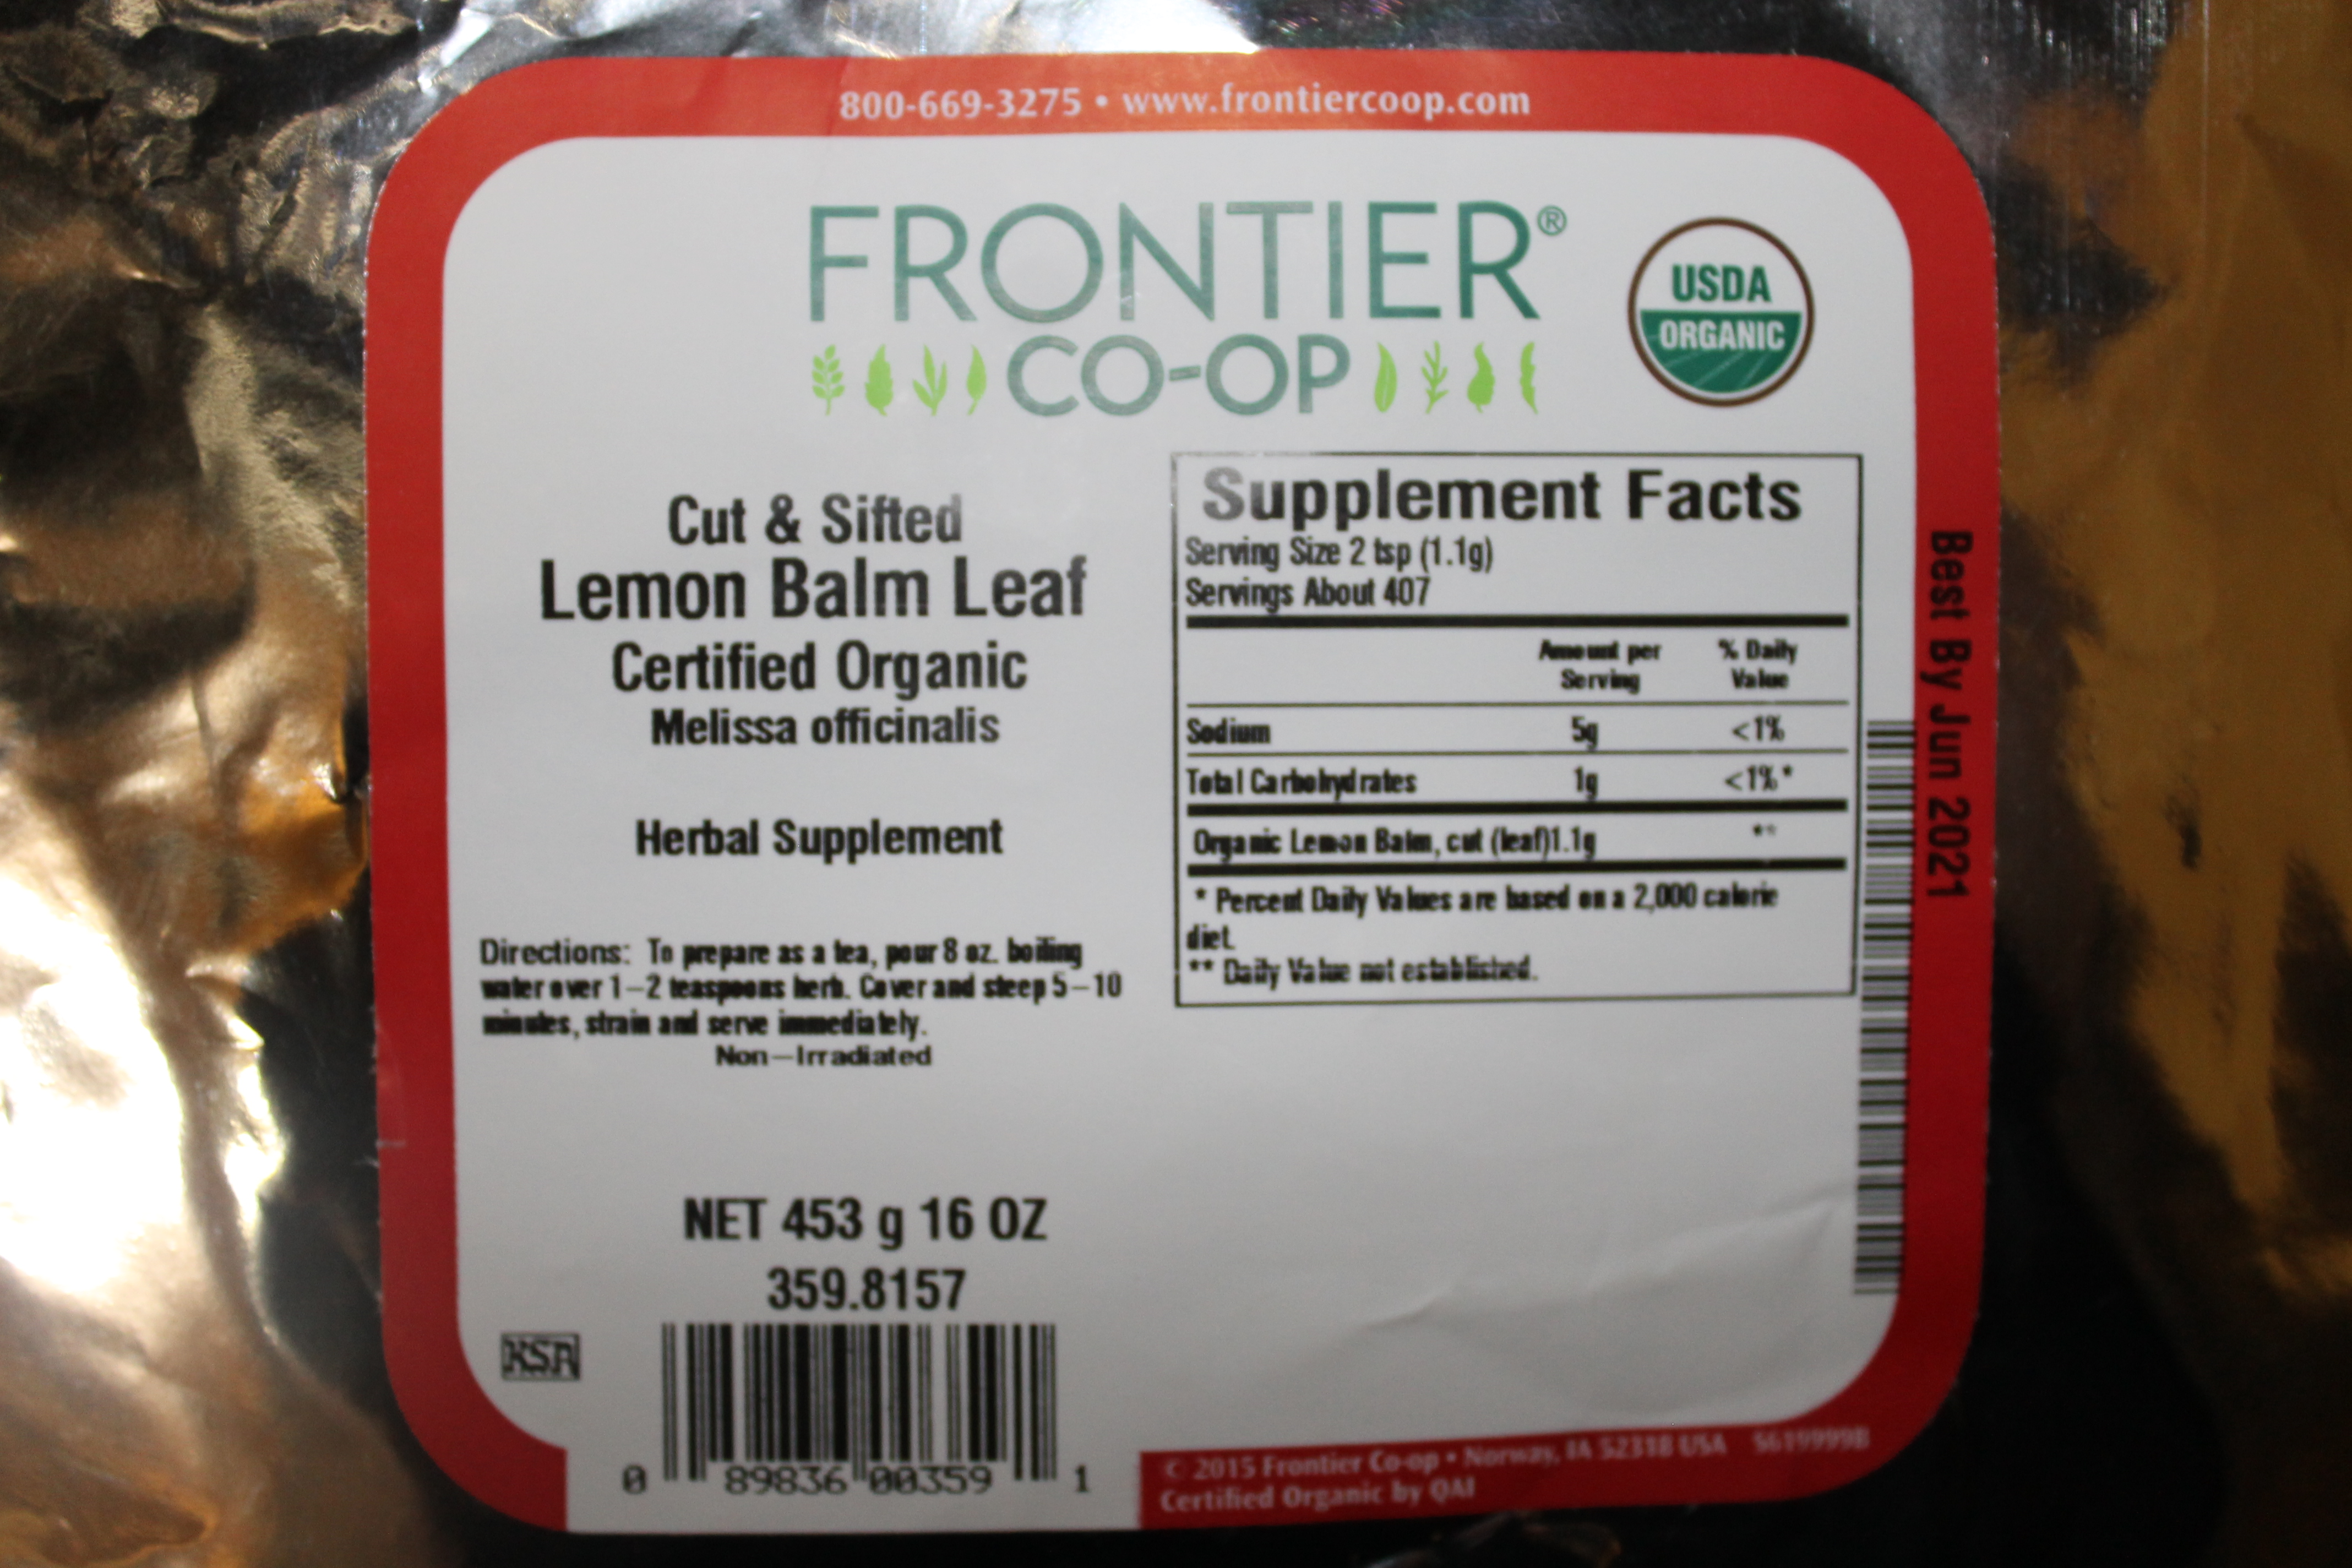 800-669-3275 • www.frontiercoop.com
FRONTIER®
CO-OP
USDA
ORGANIC
Cut & Sifted
Lemon Balm Leaf
Certified Organic
Melissa officinalis
Herbal Supplement
Directions: To prepare as a tea, pour 8 oz. boiling
water over 1-2 teaspoons herb. Cover and steep 5-10
minutes, strain and serve immediately.
Non-Irradiated
NET 453 g 16 OZ
359.8157
KSA
0 89836 00359 1
Supplement Facts
Serving Size 2 tsp (1.1g)
Servings About 407
Amount per Serving % Daily Value
Sodium 5g <1%
Total Carbohydrates 1g <1%*
Organic Lemon Balm, cut (leaf)1.1g **
* Percent Daily Values are based on a 2,000 calorie
diet.
** Daily Value not established.
Best By Jun 2021
© 2015 Frontier Co-op • Norway, IA 52318 USA S619999B
Certified Organic by QAI